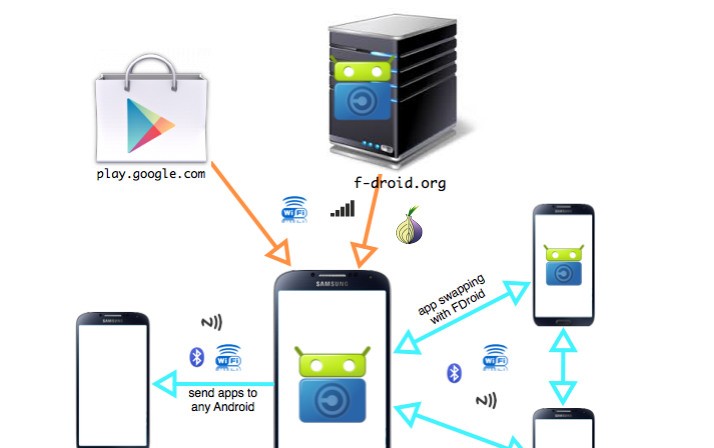 play.google.com
f-droid.org
WiFi
SAMSUNG
SAMSUNG
app swapping
with FDroid
SAMSUNG
N
WiFi
WiFi
send apps to
any Android
N